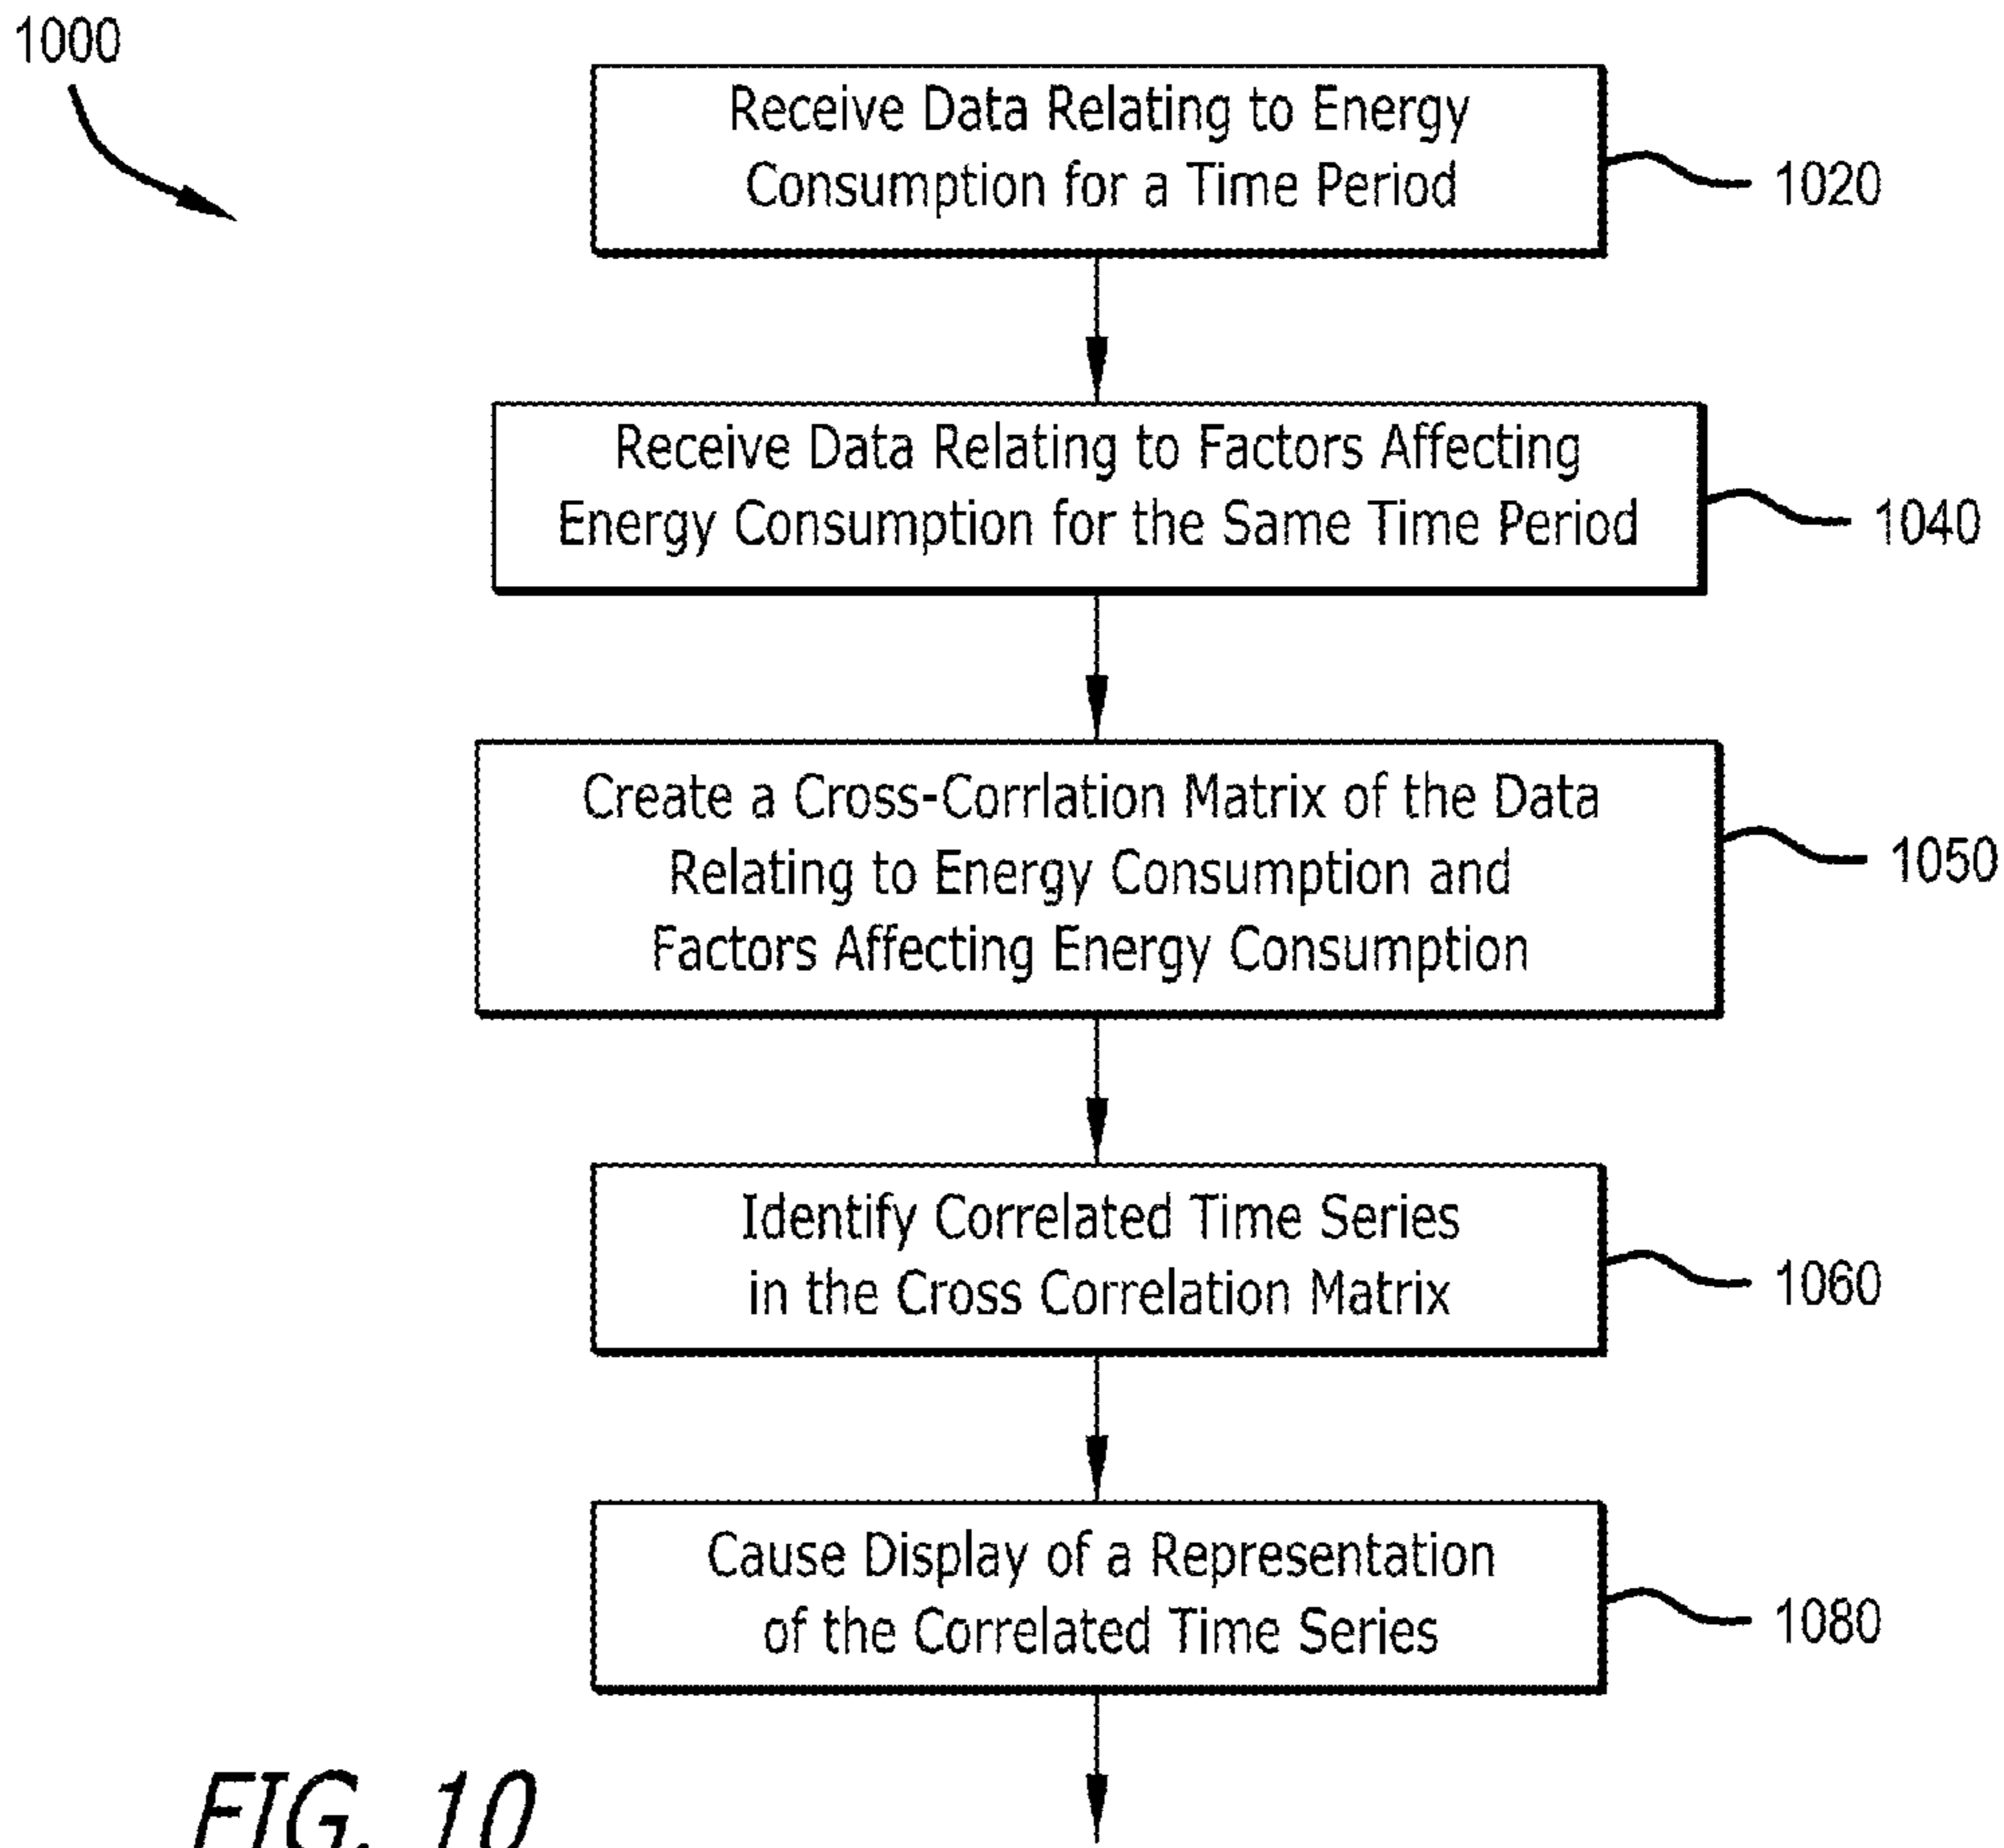 1000
Receive Data Relating to Energy
Consumption for a Time Period
1020
Receive Data Relating to Factors Affecting
Energy Consumption for the Same Time Period
1040
Create a Cross-Corrlation Matrix of the Data
Relating to Energy Consumption and
Factors Affecting Energy Consumption
1050
Identify Correlated Time Series
in the Cross Correlation Matrix
1060
Cause Display of a Representation
of the Correlated Time Series
1080
FIG. 10